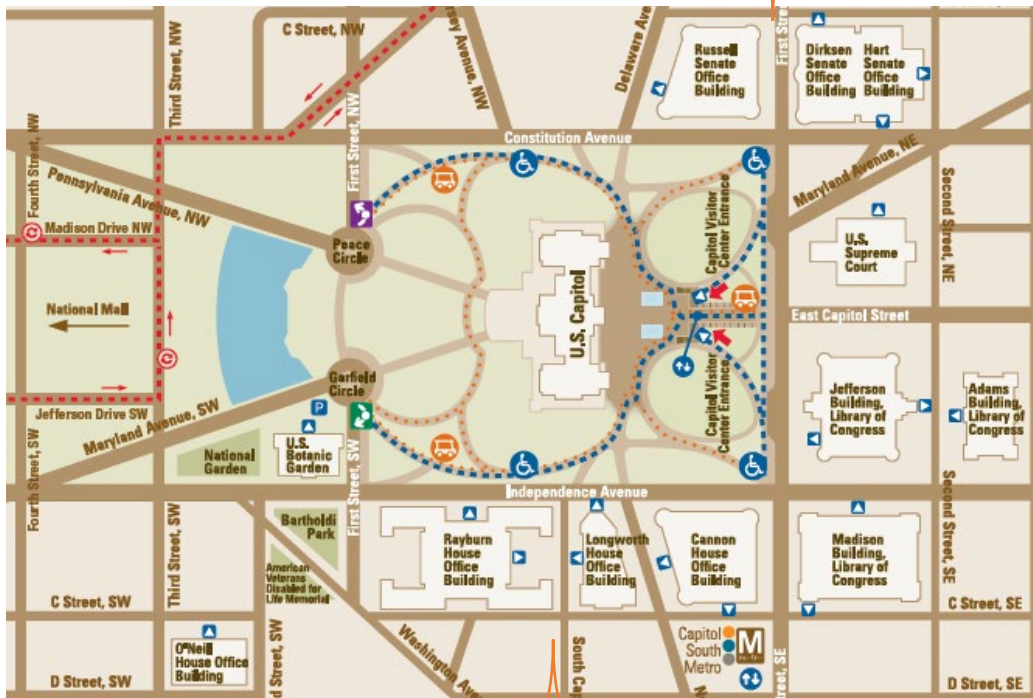 C Street, NW
Third Street, NW
Fourth Street, NW
First Street, NW
Avenue, NW
Delaware Ave
First Stre
Russell
Senate
Office
Building
Dirksen
Senate
Office
Building
Hart
Senate
Office
Building
Constitution Avenue
Maryland Avenue, NE
Second Street, NE
Pennsylvania Avenue, NW
Madison Drive NW
Peace
Circle
U.S. Capitol
Capitol Visitor
Center Entrance
U.S.
Supreme
Court
National Mall
East Capitol Street
Garfield
Circle
Capitol Visitor
Center Entrance
Jefferson
Building,
Library of
Congress
Adams
Building,
Library of
Congress
Jefferson Drive SW
Maryland Avenue, SW
P
U.S.
Botanic
Garden
National
Garden
Fourth Street, SW
First Street, SW
Independence Avenue
Second Street, SE
Bartholdi
Park
Rayburn
House
Office
Building
Longworth
House
Office
Building
Cannon
House
Office
Building
Madison
Building,
Library of
Congress
American
Veterans
Disabled for
Life Memorial
Third Street, SW
C Street, SW
C Street, SE
O'Neill
House Office
Building
d Street, SW
Washington Ave
South Ca
Capitol
South
Metro
M
treet, SE
D Street, SW
D Street, SE